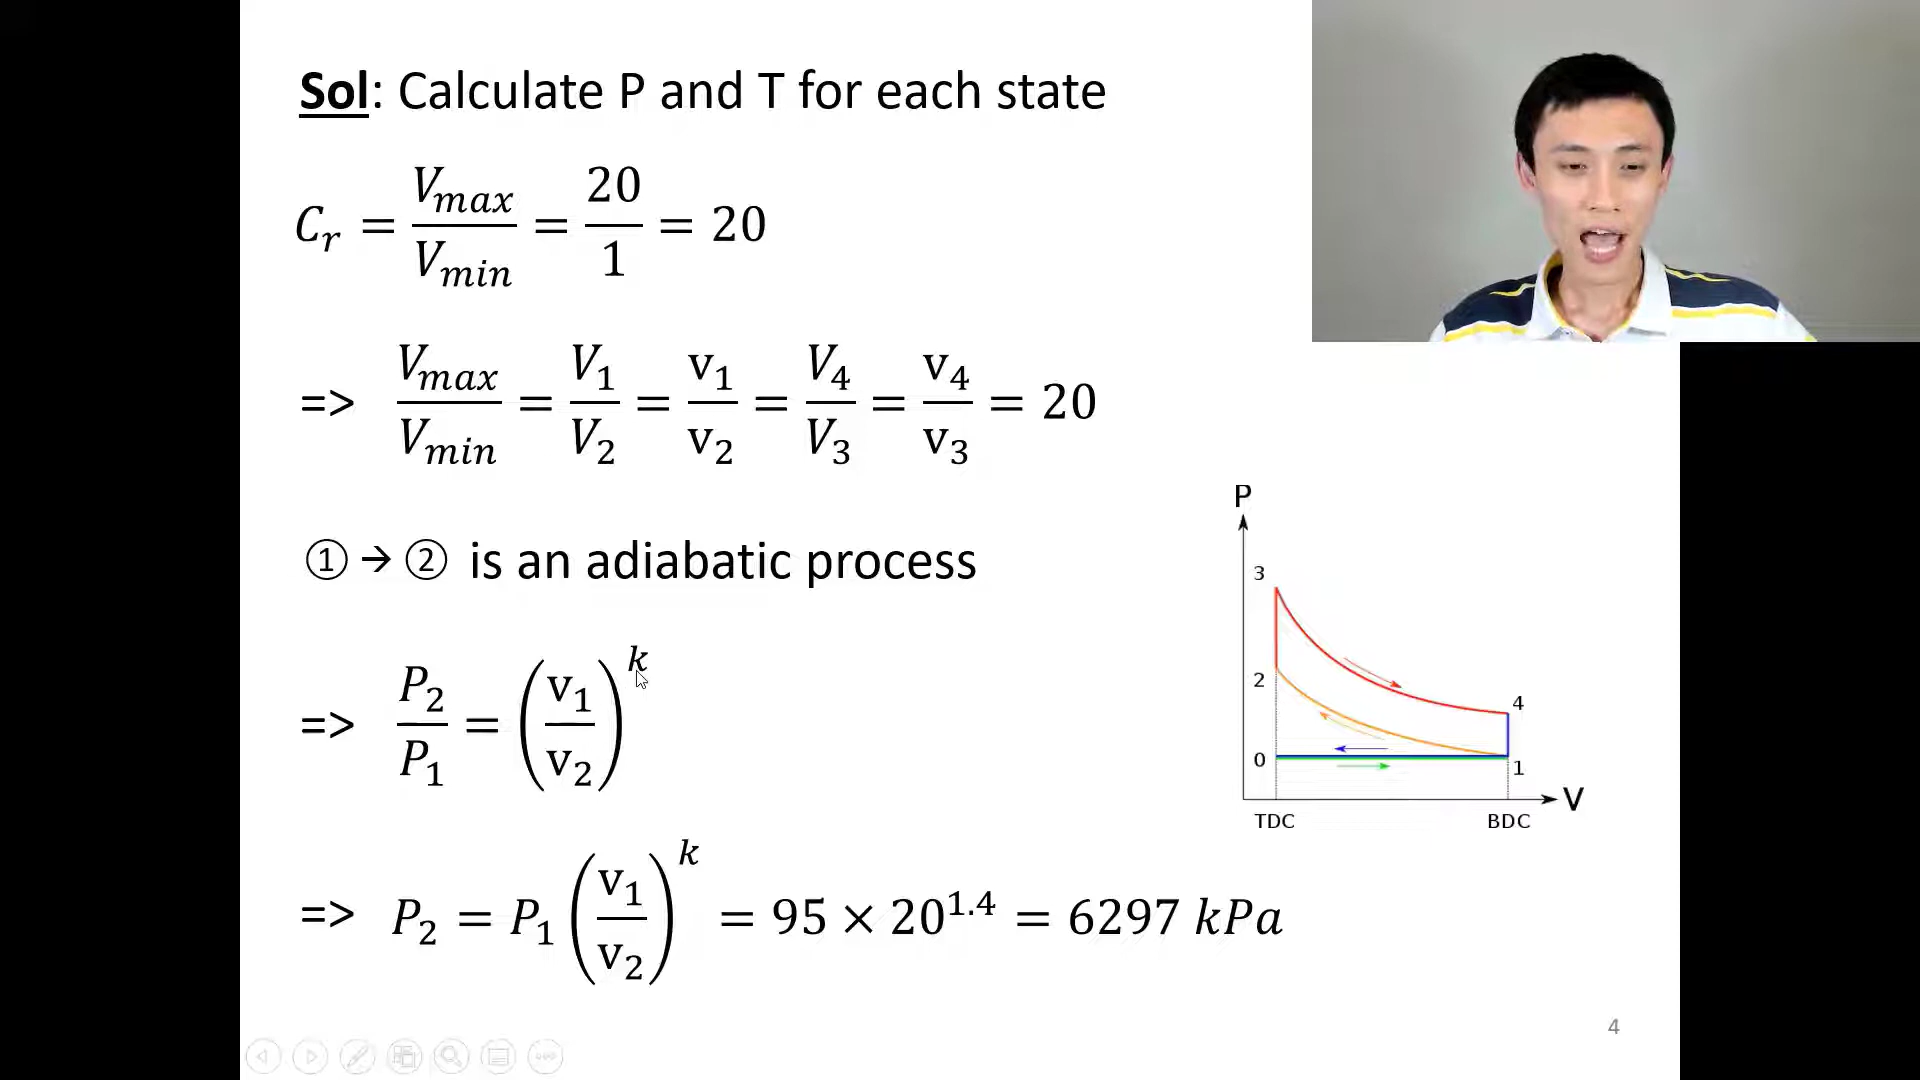 Sol: Calculate P and T for each state
C_r = V_max / V_min = 20 / 1 = 20
=> V_max / V_min = V_1 / V_2 = v_1 / v_2 = V_4 / V_3 = v_4 / v_3 = 20
① → ② is an adiabatic process
=> P_2 / P_1 = (v_1 / v_2)^k
=> P_2 = P_1 (v_1 / v_2)^k = 95 × 20^1.4 = 6297 kPa
P
3
2
4
0
1
V
TDC
BDC
4